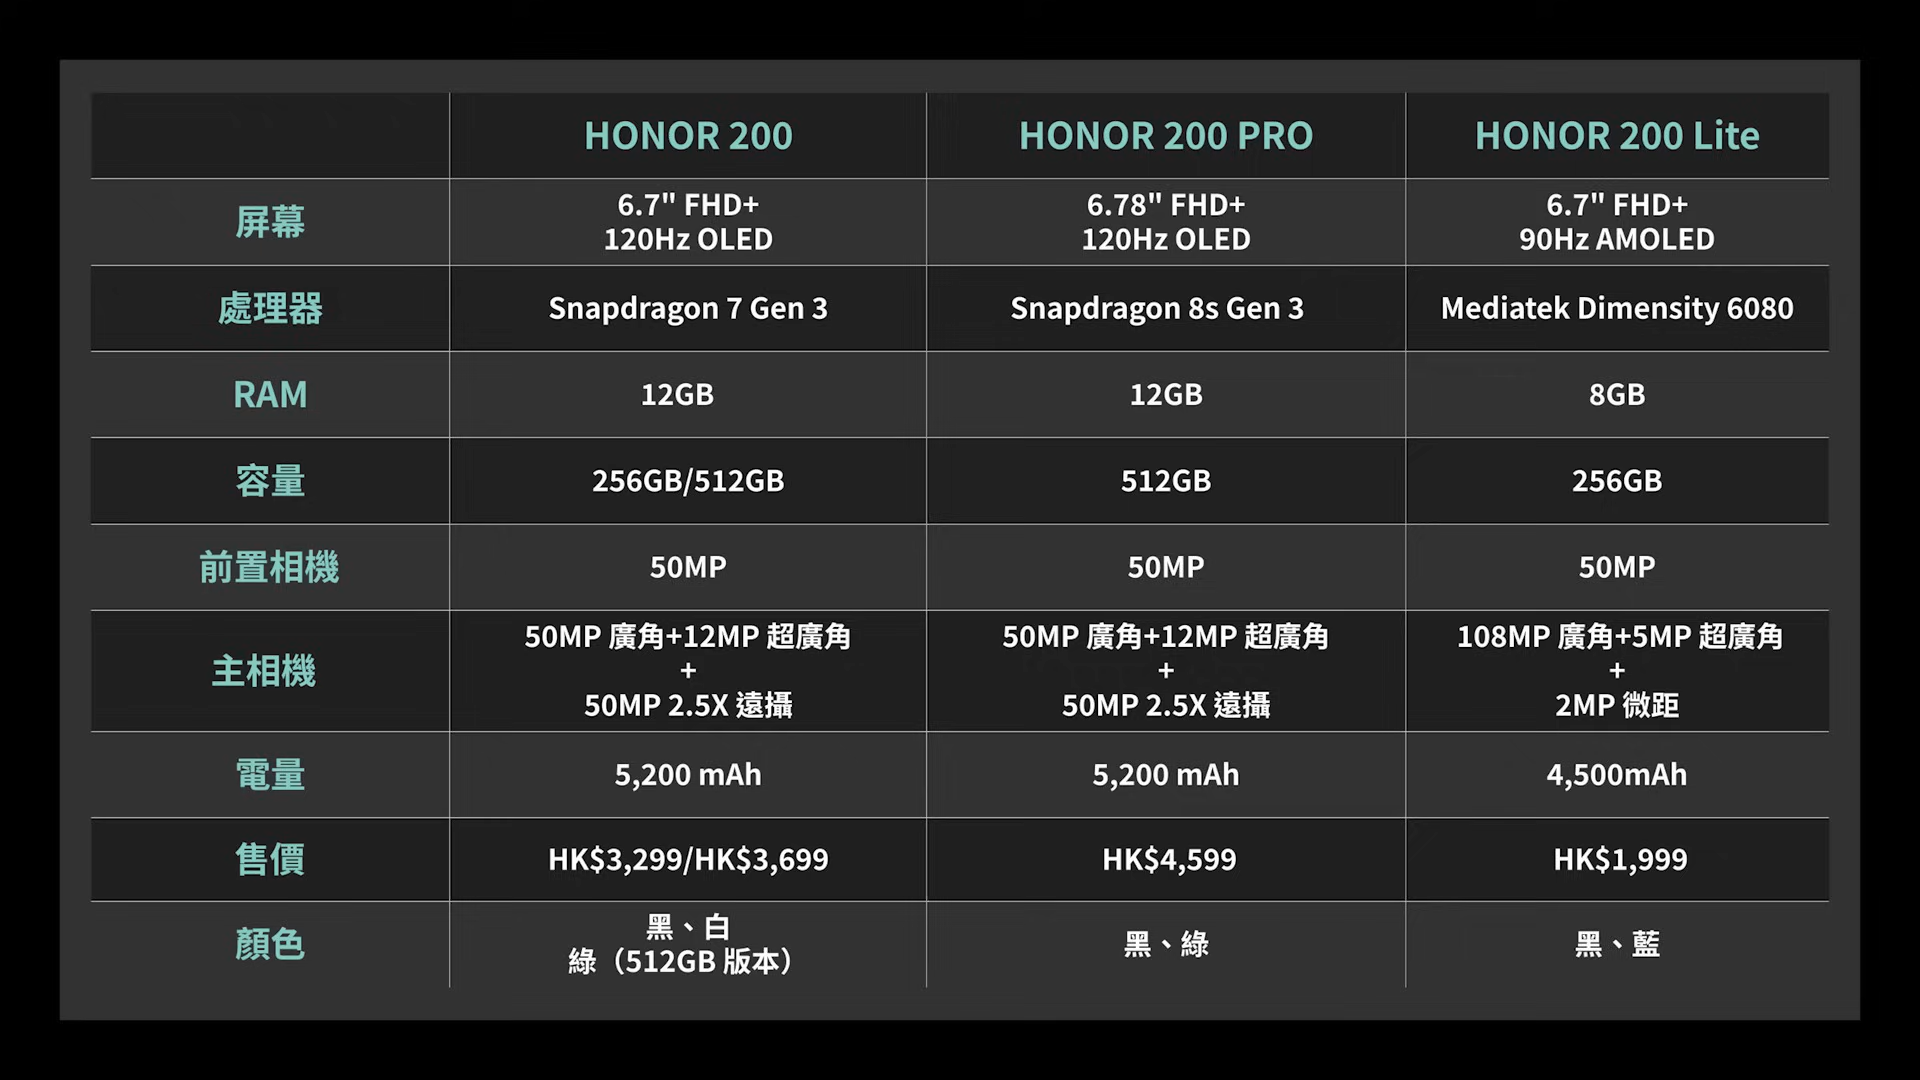 HONOR 200
HONOR 200 PRO
HONOR 200 Lite
屏幕
6.7" FHD+
120Hz OLED
6.78" FHD+
120Hz OLED
6.7" FHD+
90Hz AMOLED
處理器
Snapdragon 7 Gen 3
Snapdragon 8s Gen 3
Mediatek Dimensity 6080
RAM
12GB
12GB
8GB
容量
256GB/512GB
512GB
256GB
前置相機
50MP
50MP
50MP
主相機
50MP 廣角+12MP 超廣角
+
50MP 2.5X 遠攝
50MP 廣角+12MP 超廣角
+
50MP 2.5X 遠攝
108MP 廣角+5MP 超廣角
+
2MP 微距
電量
5,200 mAh
5,200 mAh
4,500mAh
售價
HK$3,299/HK$3,699
HK$4,599
HK$1,999
顏色
黑、白
綠（512GB 版本）
黑、綠
黑、藍